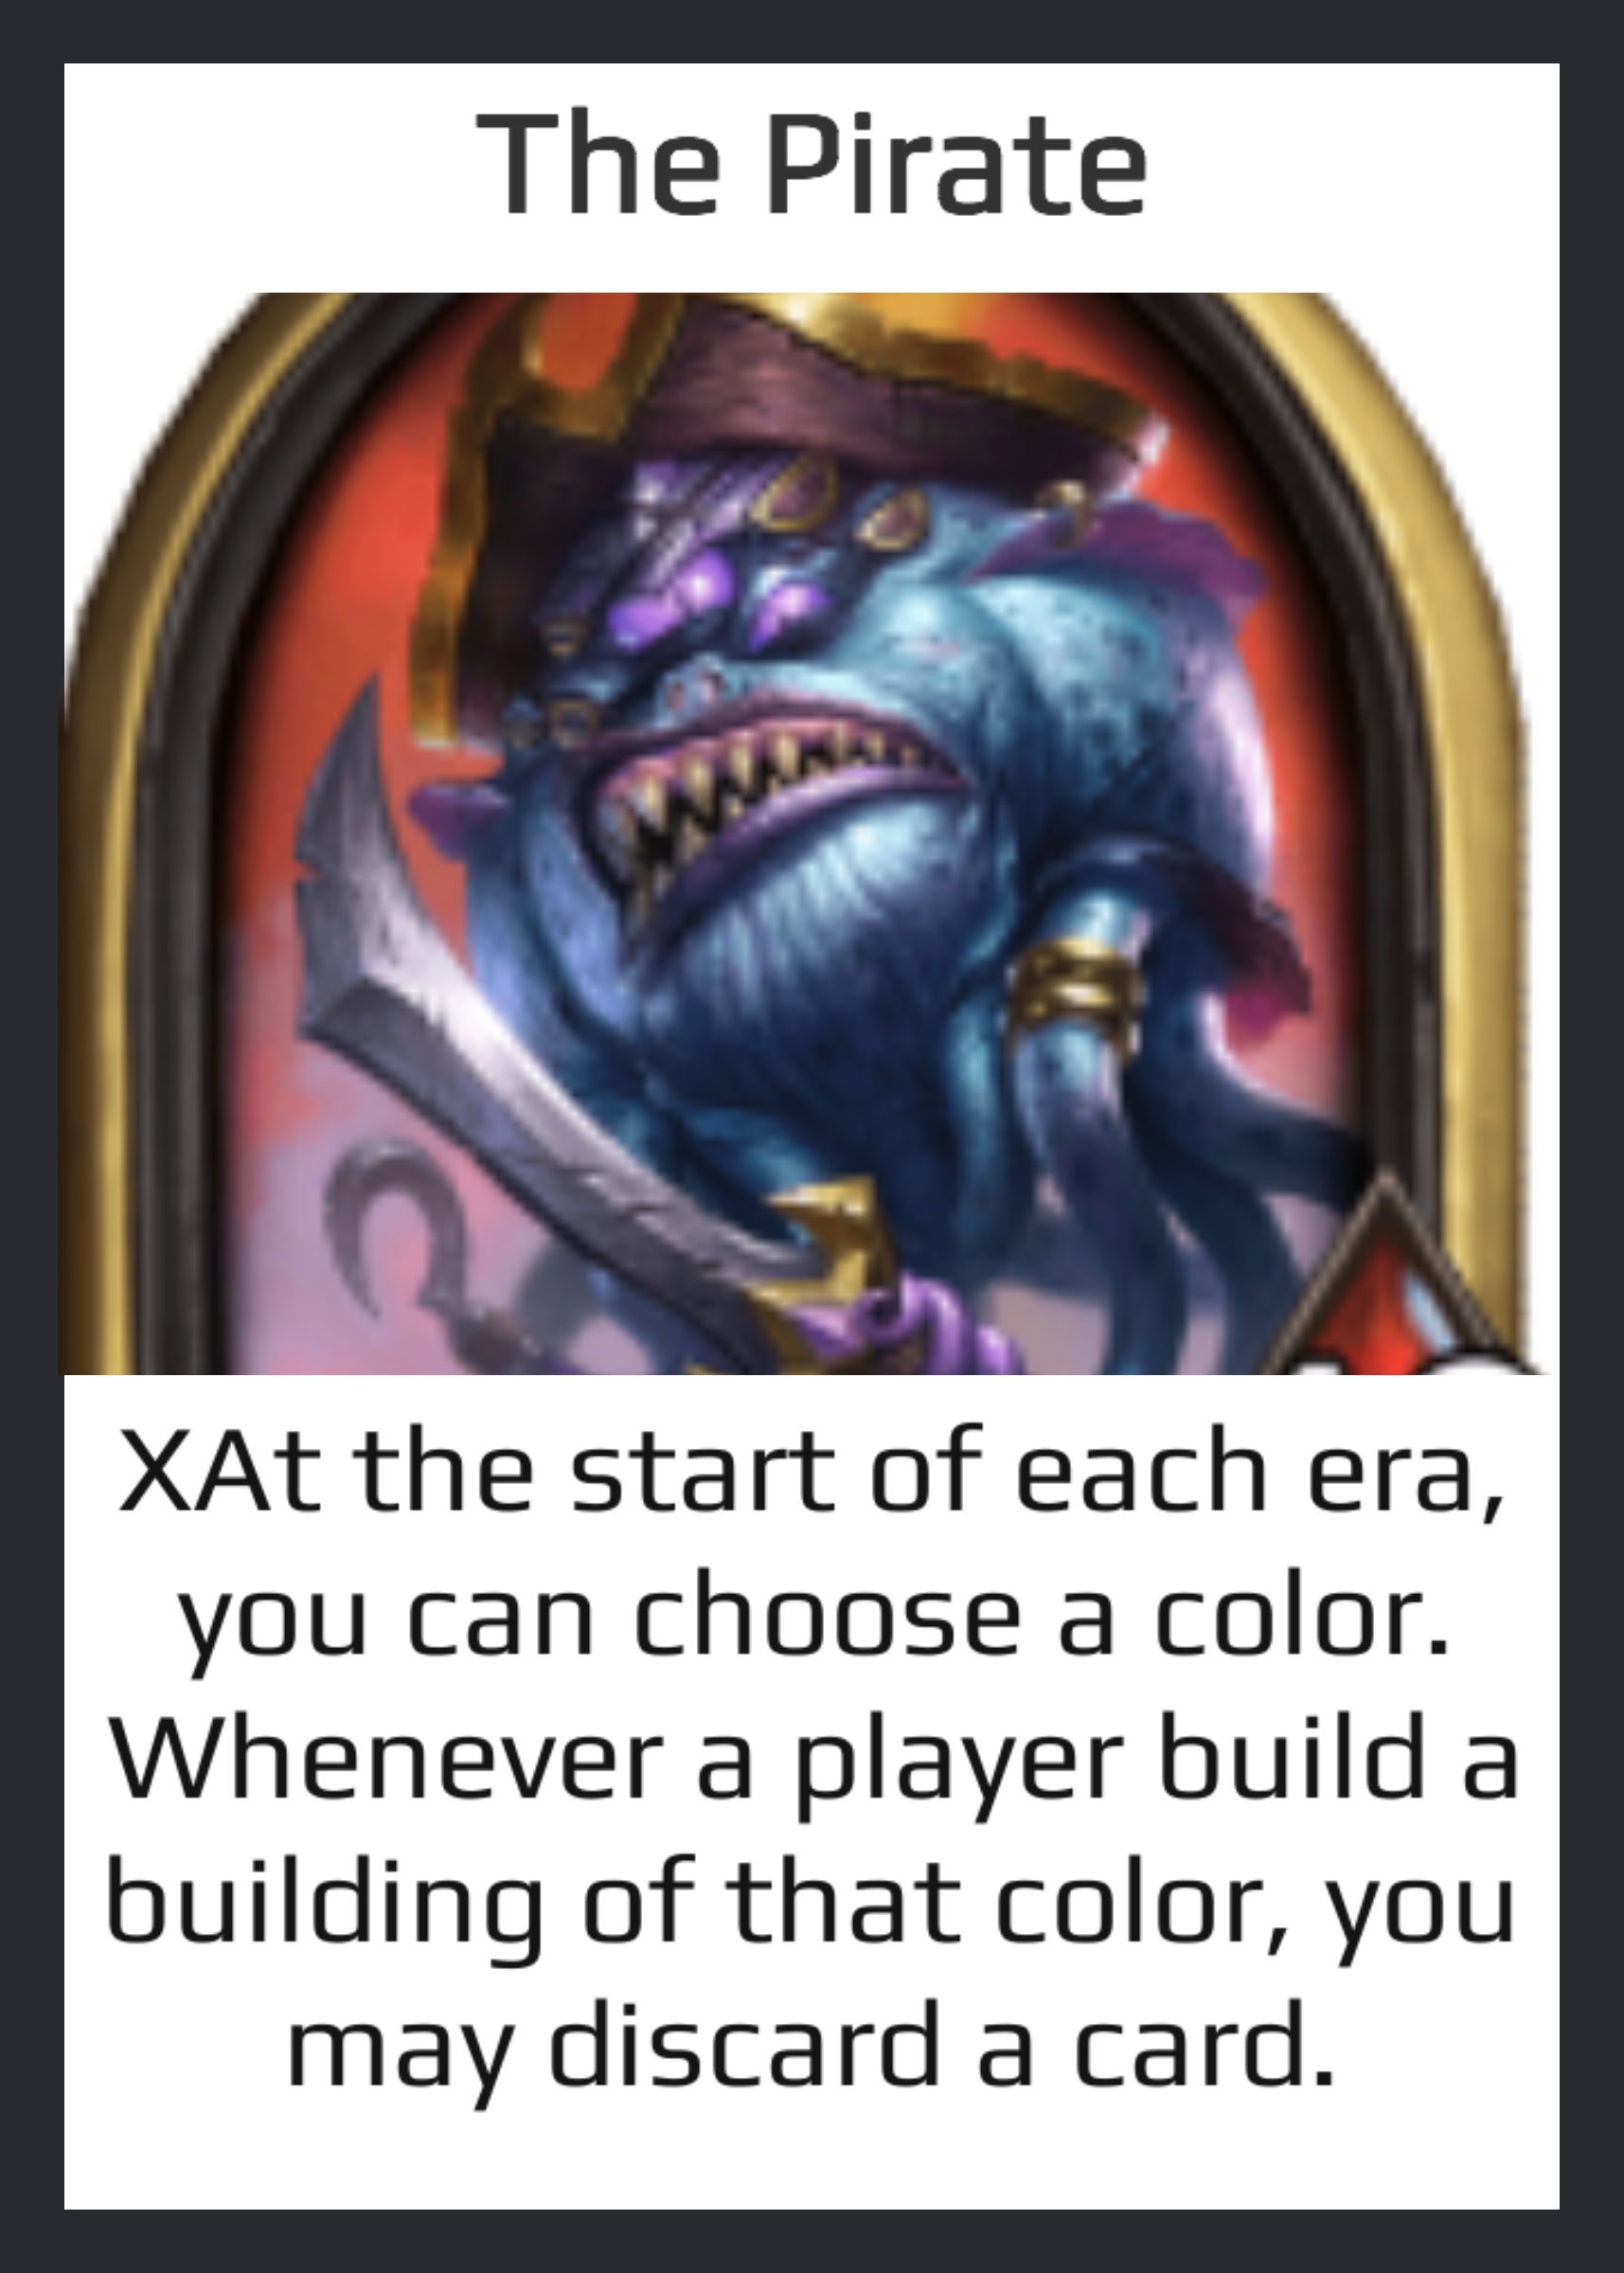 The Pirate
XAt the start of each era,
you can choose a color.
Whenever a player build a
building of that color, you
may discard a card.